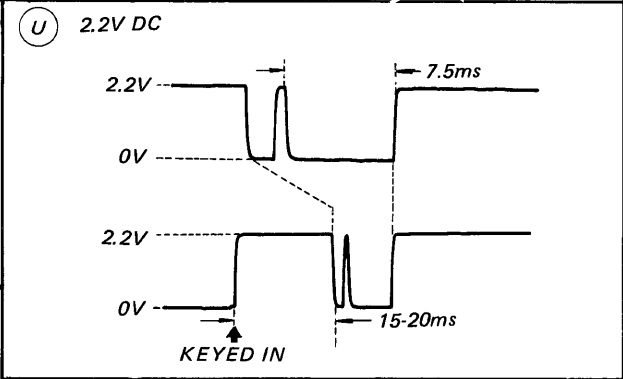 U 2.2V DC
7.5ms
2.2V
0V
2.2V
0V
15-20ms
KEYED IN